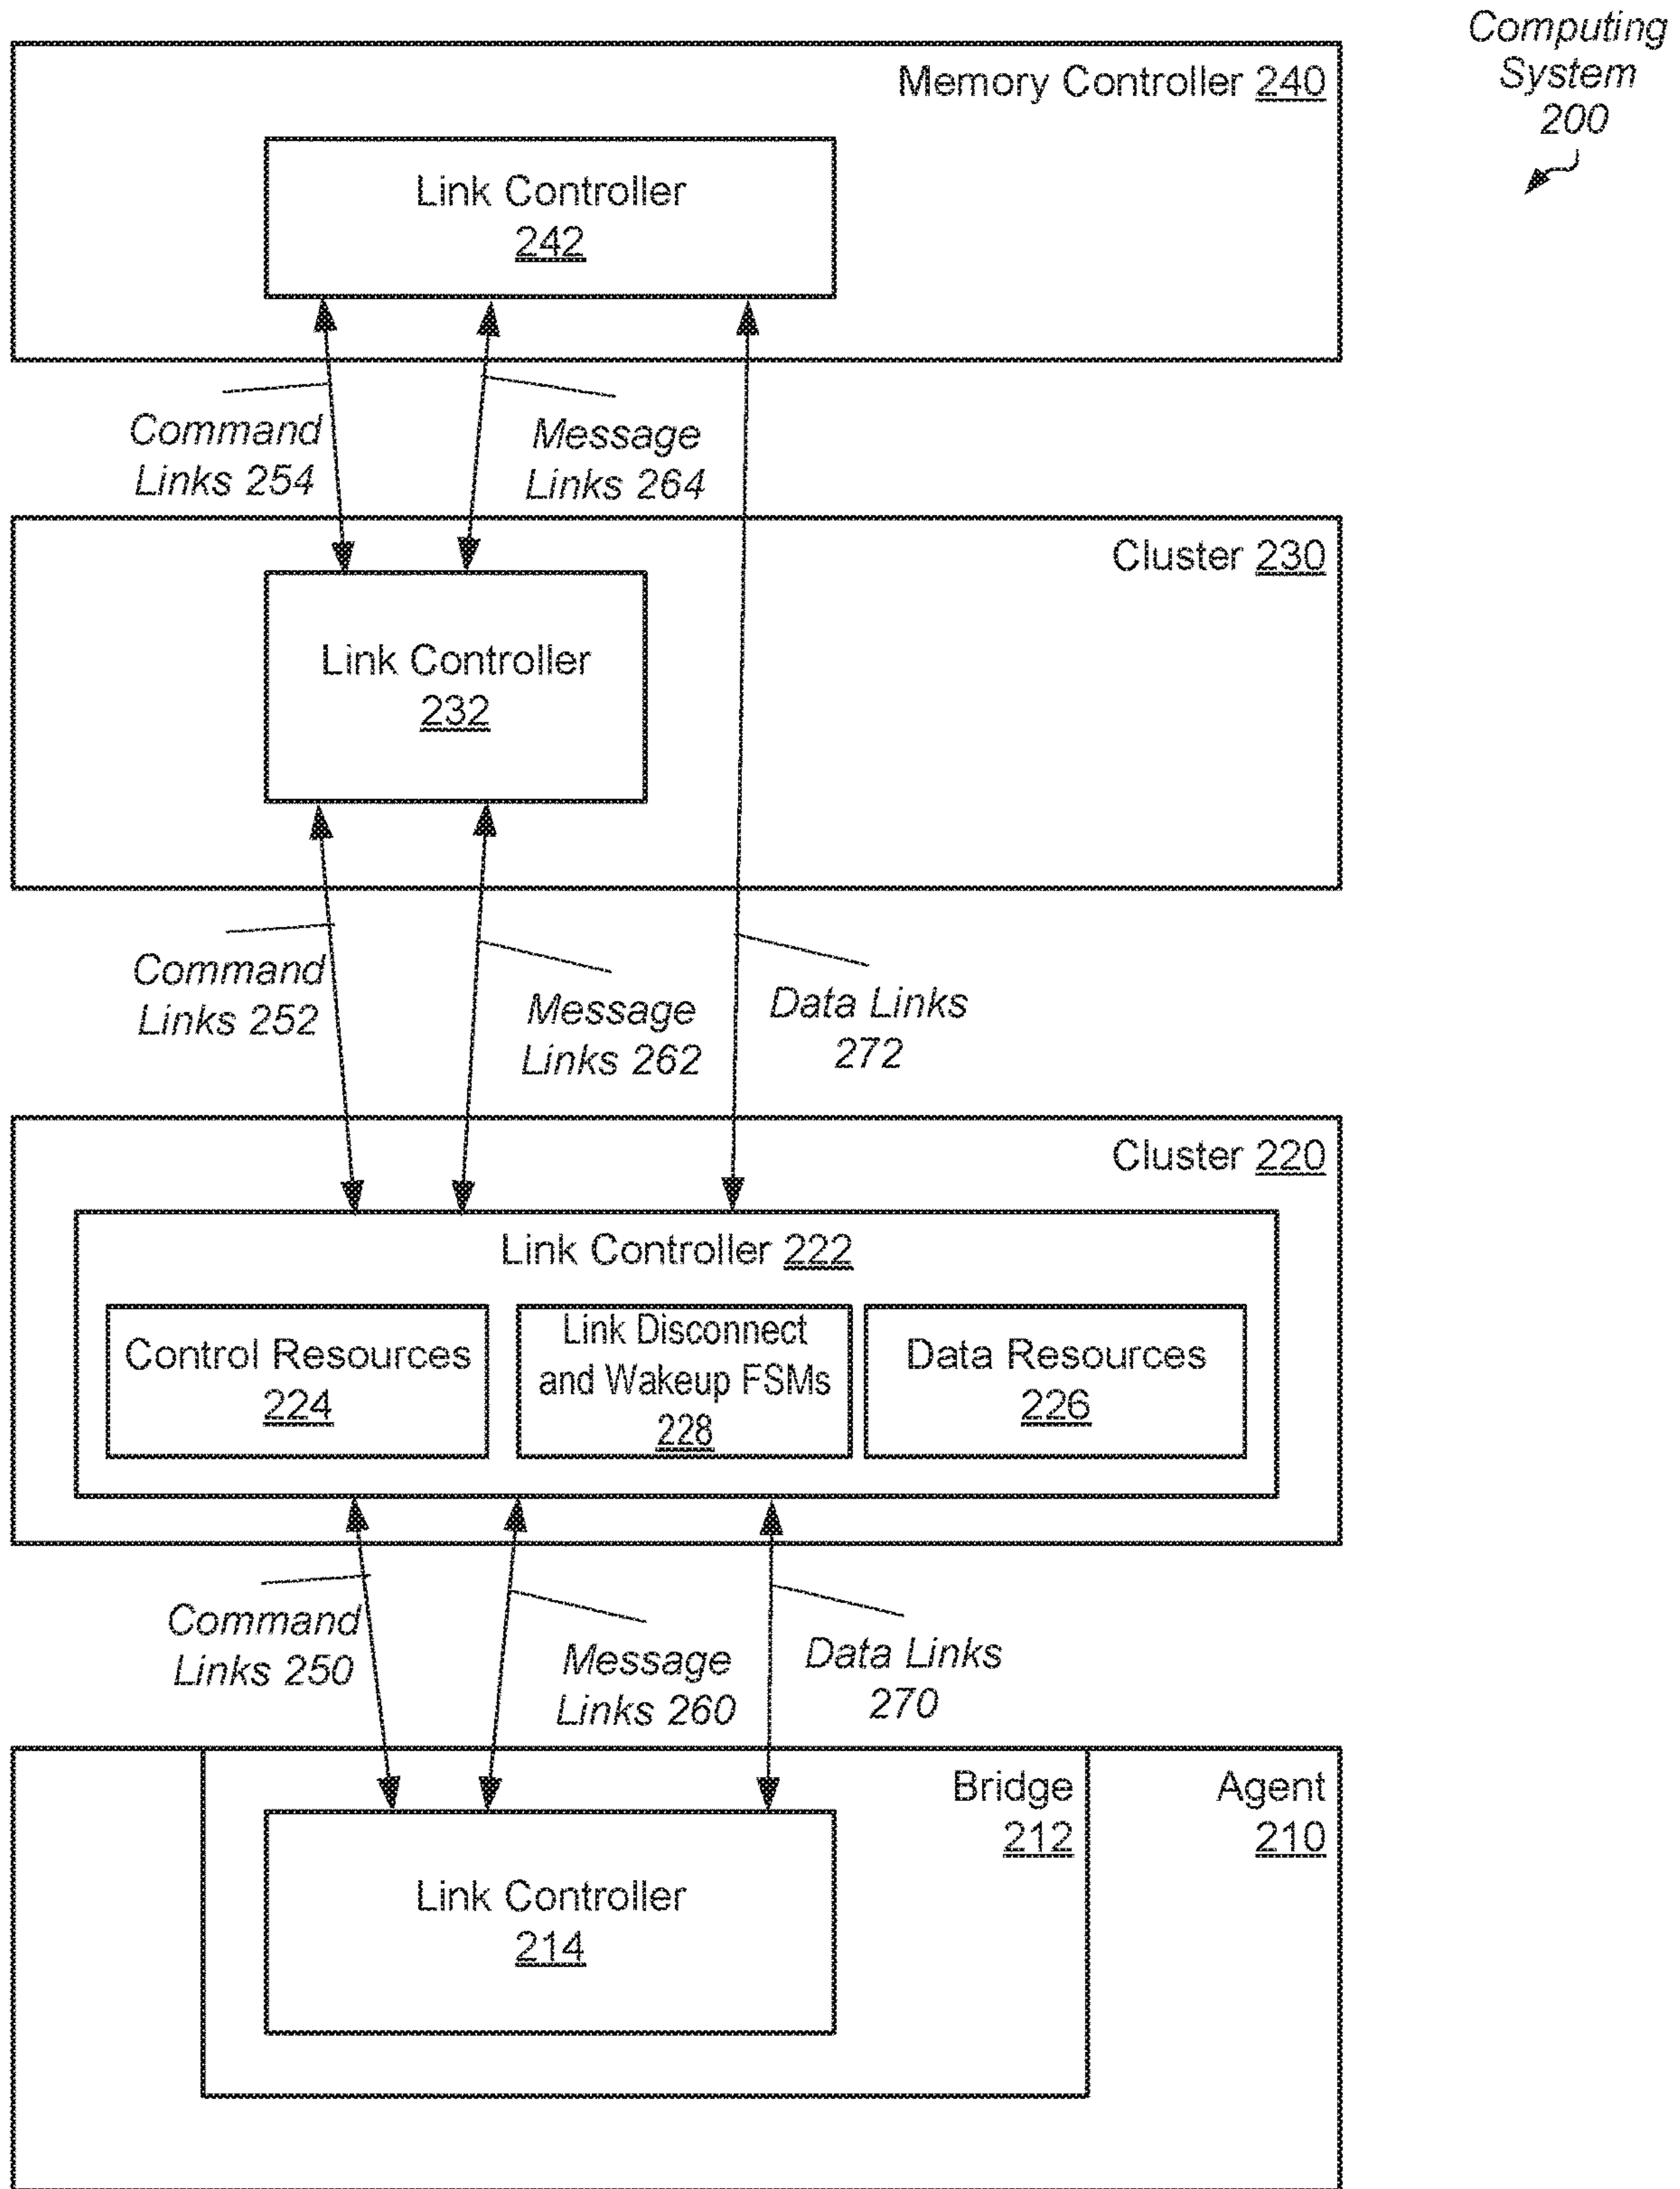 Computing
System
200
Memory Controller 240
Link Controller
242
Command
Links 254
Message
Links 264
Cluster 230
Link Controller
232
Command
Links 252
Message
Links 262
Data Links
272
Cluster 220
Link Controller 222
Control Resources
224
Link Disconnect
and Wakeup FSMs
228
Data Resources
226
Command
Links 250
Message
Links 260
Data Links
270
Bridge
212
Agent
210
Link Controller
214